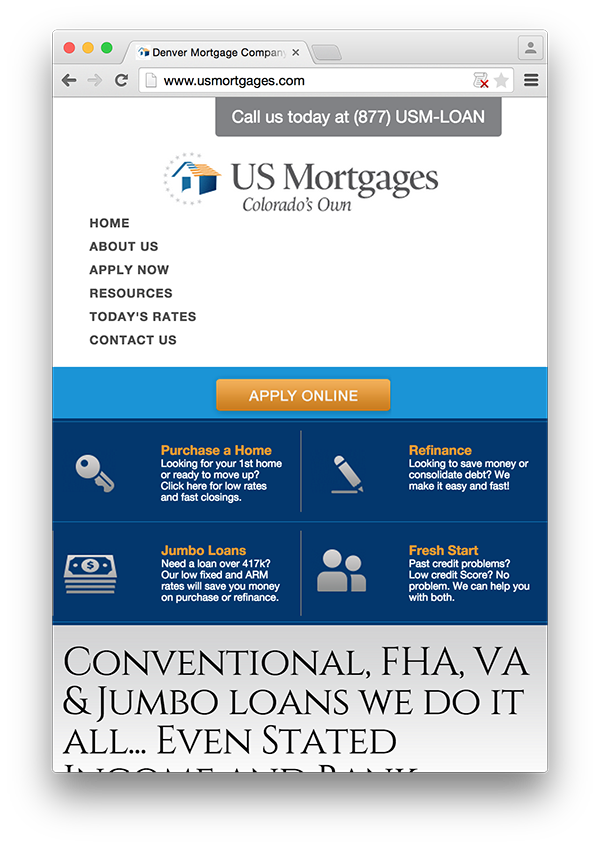 Denver Mortgage Company
www.usmortgages.com
Call us today at (877) USM-LOAN
US Mortgages
Colorado's Own
HOME
ABOUT US
APPLY NOW
RESOURCES
TODAY'S RATES
CONTACT US
APPLY ONLINE
Purchase a Home
Looking for your 1st home
or ready to move up?
Click here for low rates
and fast closings.
Refinance
Looking to save money or
consolidate debt? We
make it easy and fast!
Jumbo Loans
Need a loan over 417k?
Our low fixed and ARM
rates will save you money
on purchase or refinance.
Fresh Start
Past credit problems?
Low credit Score? No
problem. We can help you
with both.
Conventional, FHA, VA
& Jumbo loans we do it
all... Even Stated
Income and Bank